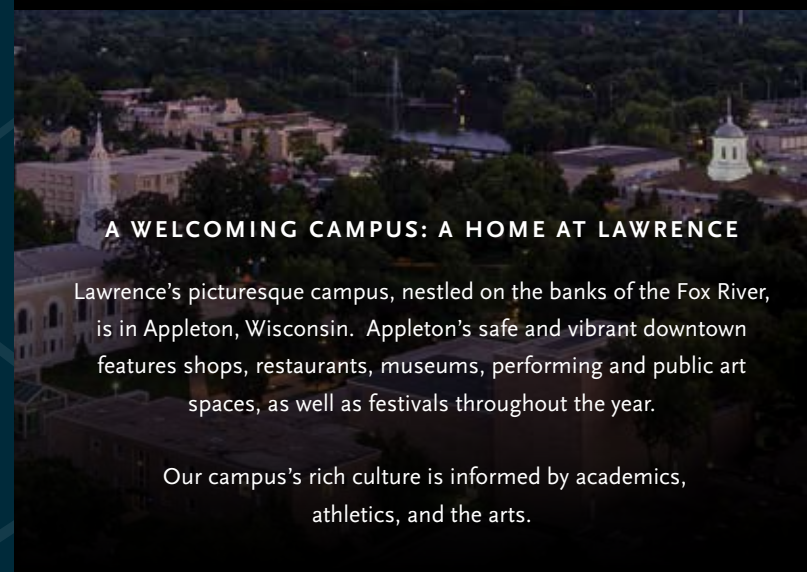 A WELCOMING CAMPUS: A HOME AT LAWRENCE
Lawrence’s picturesque campus, nestled on the banks of the Fox River,
is in Appleton, Wisconsin.  Appleton’s safe and vibrant downtown
features shops, restaurants, museums, performing and public art
spaces, as well as festivals throughout the year.
Our campus’s rich culture is informed by academics,
athletics, and the arts.